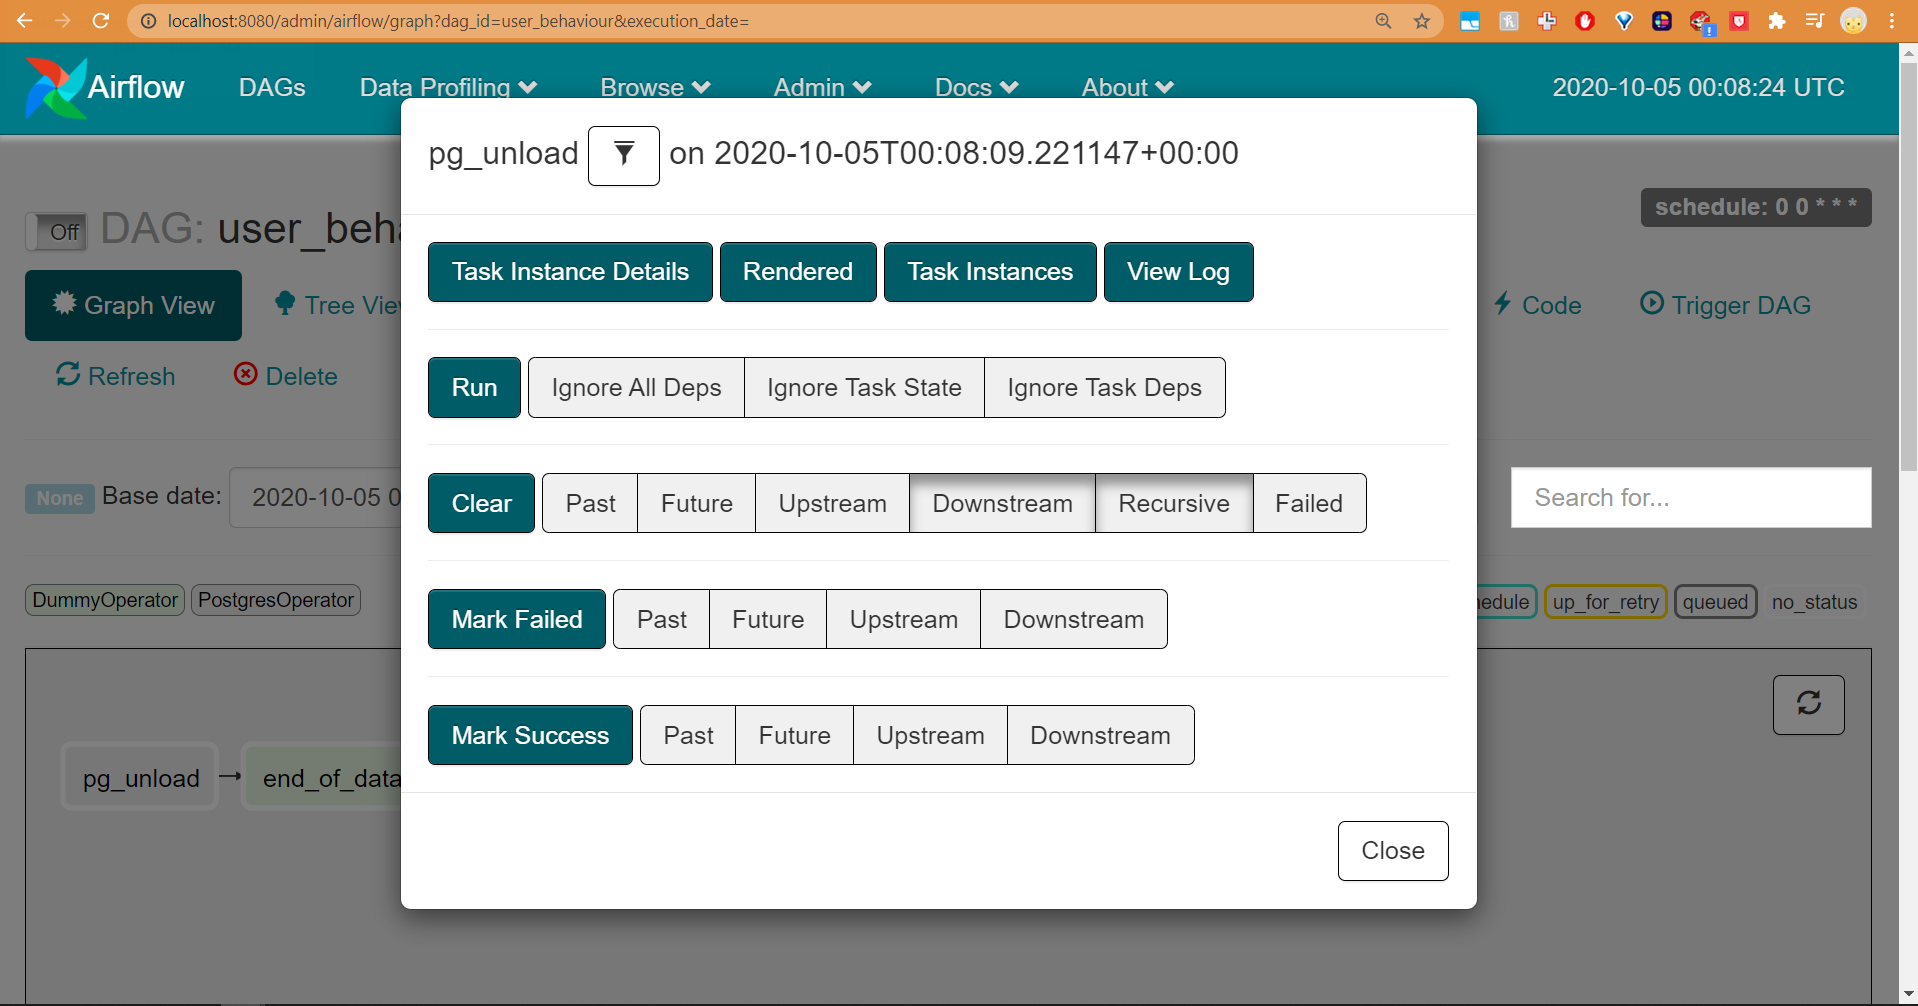 localhost:8080/admin/airflow/graph?dag_id=user_behaviour&execution_date=
Airflow DAGs Data Profiling Browse Admin Docs About 2020-10-05 00:08:24 UTC
pg_unload on 2020-10-05T00:08:09.221147+00:00
Off DAG: user_beh
schedule: 0 0 * * *
Task Instance Details Rendered Task Instances View Log
Graph View Tree Vie
Code Trigger DAG
Refresh Delete
Run Ignore All Deps Ignore Task State Ignore Task Deps
None Base date: 2020-10-05 0
Search for...
Clear Past Future Upstream Downstream Recursive Failed
DummyOperator PostgresOperator
hedule up_for_retry queued no_status
Mark Failed Past Future Upstream Downstream
Mark Success Past Future Upstream Downstream
pg_unload end_of_data
Close